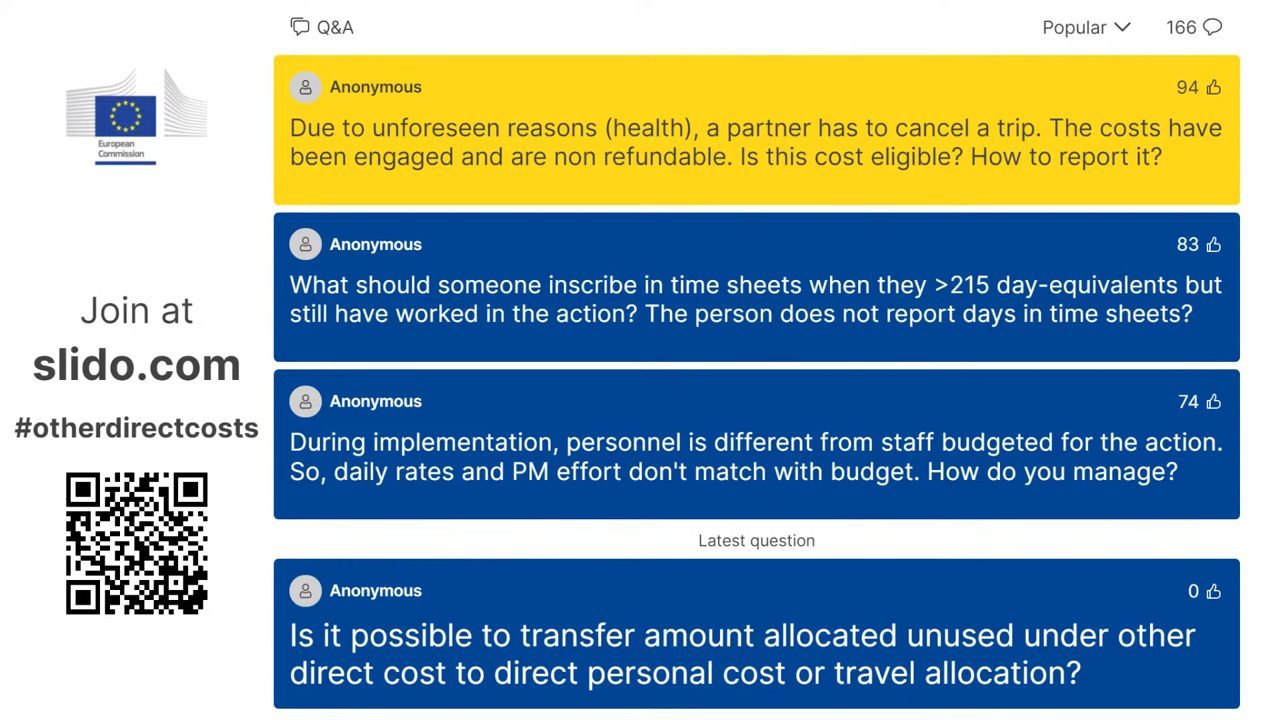 Q&A
Popular
166
European
Commission
Join at
slido.com
#otherdirectcosts
Anonymous
94
Due to unforeseen reasons (health), a partner has to cancel a trip. The costs have
been engaged and are non refundable. Is this cost eligible? How to report it?
Anonymous
83
What should someone inscribe in time sheets when they >215 day-equivalents but
still have worked in the action? The person does not report days in time sheets?
Anonymous
74
During implementation, personnel is different from staff budgeted for the action.
So, daily rates and PM effort don't match with budget. How do you manage?
Latest question
Anonymous
0
Is it possible to transfer amount allocated unused under other
direct cost to direct personal cost or travel allocation?